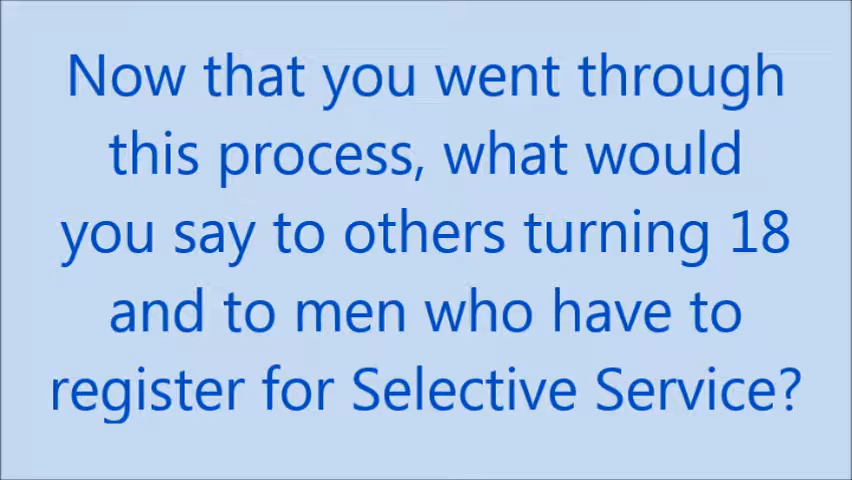 Now that you went through
this process, what would
you say to others turning 18
and to men who have to
register for Selective Service?